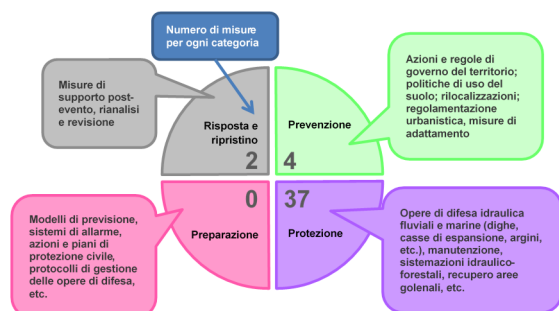 Numero di misure
per ogni categoria
Misure di
supporto post-
evento, rianalisi
e revisione
Azioni e regole di
governo del territorio;
politiche di uso del
suolo; rilocalizzazioni;
regolamentazione
urbanistica, misure di
adattamento
Risposta e
ripristino
2
Prevenzione
4
0
Preparazione
37
Protezione
Modelli di previsione,
sistemi di allarme,
azioni e piani di
protezione civile,
protocolli di gestione
delle opere di difesa,
etc.
Opere di difesa idraulica
fluviali e marine (dighe,
casse di espansione, argini,
etc.), manutenzione,
sistemazioni idraulico-
forestali, recupero aree
golenali, etc.